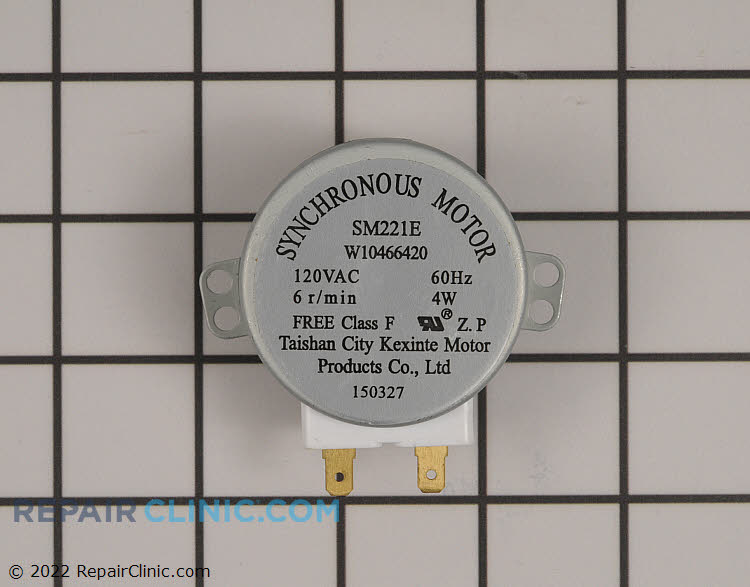 SYNCHRONOUS MOTOR
SM221E
W10466420
120VAC 60Hz
6 r/min 4W
FREE Class F ® Z.P
Taishan City Kexinte Motor
Products Co., Ltd
150327
REPAIRCLINIC.COM
© 2022 RepairClinic.com